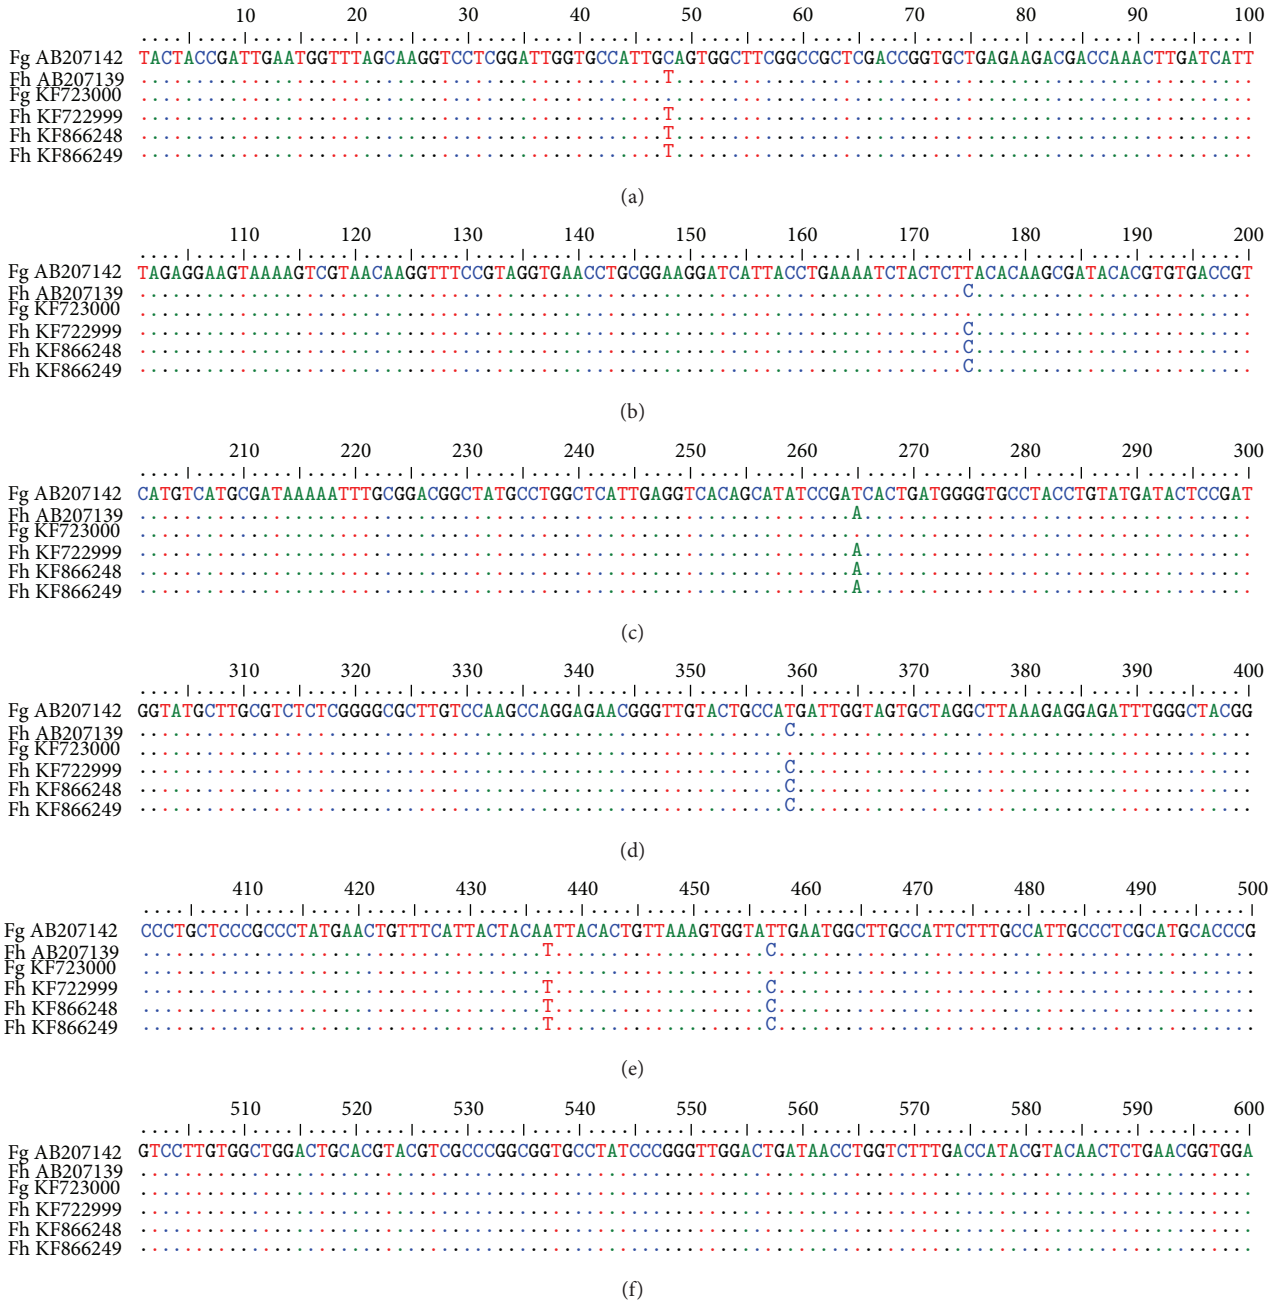 10 20 30 40 50 60 70 80 90 100
Fg AB207142 TACTACCGATTGAATGGTTTAGCAAGGTCCTCGGATTGGTGCCATTGCAGTGGCTTCGGCCGCTCGACCGGTGCTGAGAAGACGACCAAACTTGATCATT
Fh AB207139 T
Fg KF723000
Fh KF722999 T
Fh KF866248 T
Fh KF866249 T
(a)
110 120 130 140 150 160 170 180 190 200
Fg AB207142 TAGAGGAAGTAAAAGTCGTAACAAGGTTTCCGTAGGTGAACCTGCGGAAGGATCATTACCTGAAAATCTACTCTTACACAAGCGATACACGTGTGACCGT
Fh AB207139 C
Fg KF723000
Fh KF722999 C
Fh KF866248 C
Fh KF866249 C
(b)
210 220 230 240 250 260 270 280 290 300
Fg AB207142 CATGTCATGCGATAAAAATTTGCGGACGGCTATGCCTGGCTCATTGAGGTCACAGCATATCCGATCACTGATGGGGTGCCTACCTGTATGATACTCCGAT
Fh AB207139 A
Fg KF723000
Fh KF722999 A
Fh KF866248 A
Fh KF866249 A
(c)
310 320 330 340 350 360 370 380 390 400
Fg AB207142 GGTATGCTTGCGTCTCTCGGGGCGCTTGTCCAAGCCAGGAGAACGGGTTGTACTGCCATGATTGGTAGTGCTAGGCTTAAAGAGGAGATTTGGGCTACGG
Fh AB207139 C
Fg KF723000
Fh KF722999 C
Fh KF866248 C
Fh KF866249 C
(d)
410 420 430 440 450 460 470 480 490 500
Fg AB207142 CCCTGCTCCCGCCCTATGAACTGTTTCATTACTACAATTACACTGTTAAAGTGGTATTGAATGGCTTGCCATTCTTTGCCATTGCCCTCGCATGCACCCG
Fh AB207139 T C
Fg KF723000
Fh KF722999 T C
Fh KF866248 T C
Fh KF866249 T C
(e)
510 520 530 540 550 560 570 580 590 600
Fg AB207142 GTCCTTGTGGCTGGACTGCACGTACGTCGCCCGGCGGTGCCTATCCCGGGTTGGACTGATAACCTGGTCTTTGACCATACGTACAACTCTGAACGGTGGA
Fh AB207139
Fg KF723000
Fh KF722999
Fh KF866248
Fh KF866249
(f)